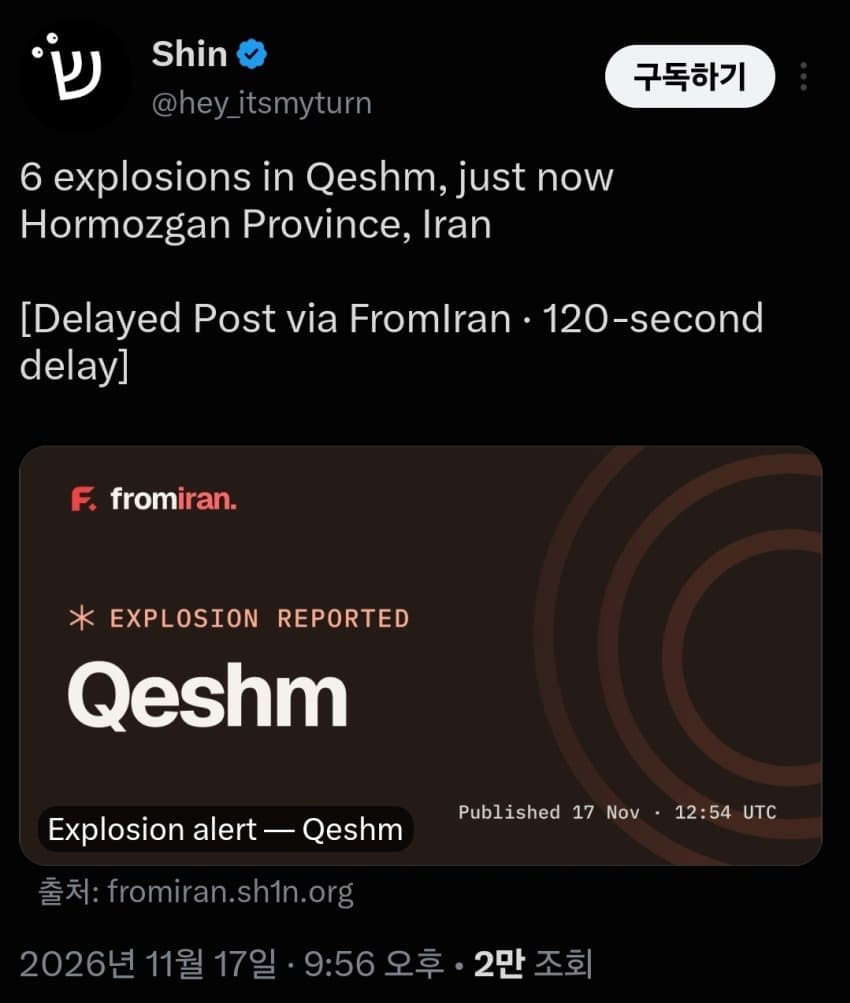 Shin
@hey_itsmyturn
구독하기
6 explosions in Qeshm, just now
Hormozgan Province, Iran
[Delayed Post via FromIran · 120-second
delay]
fromiran.
EXPLOSION REPORTED
Qeshm
Published 17 Nov · 12:54 UTC
Explosion alert — Qeshm
출처: fromiran.sh1n.org
2026년 11월 17일 · 9:56 오후 • 2만 조회